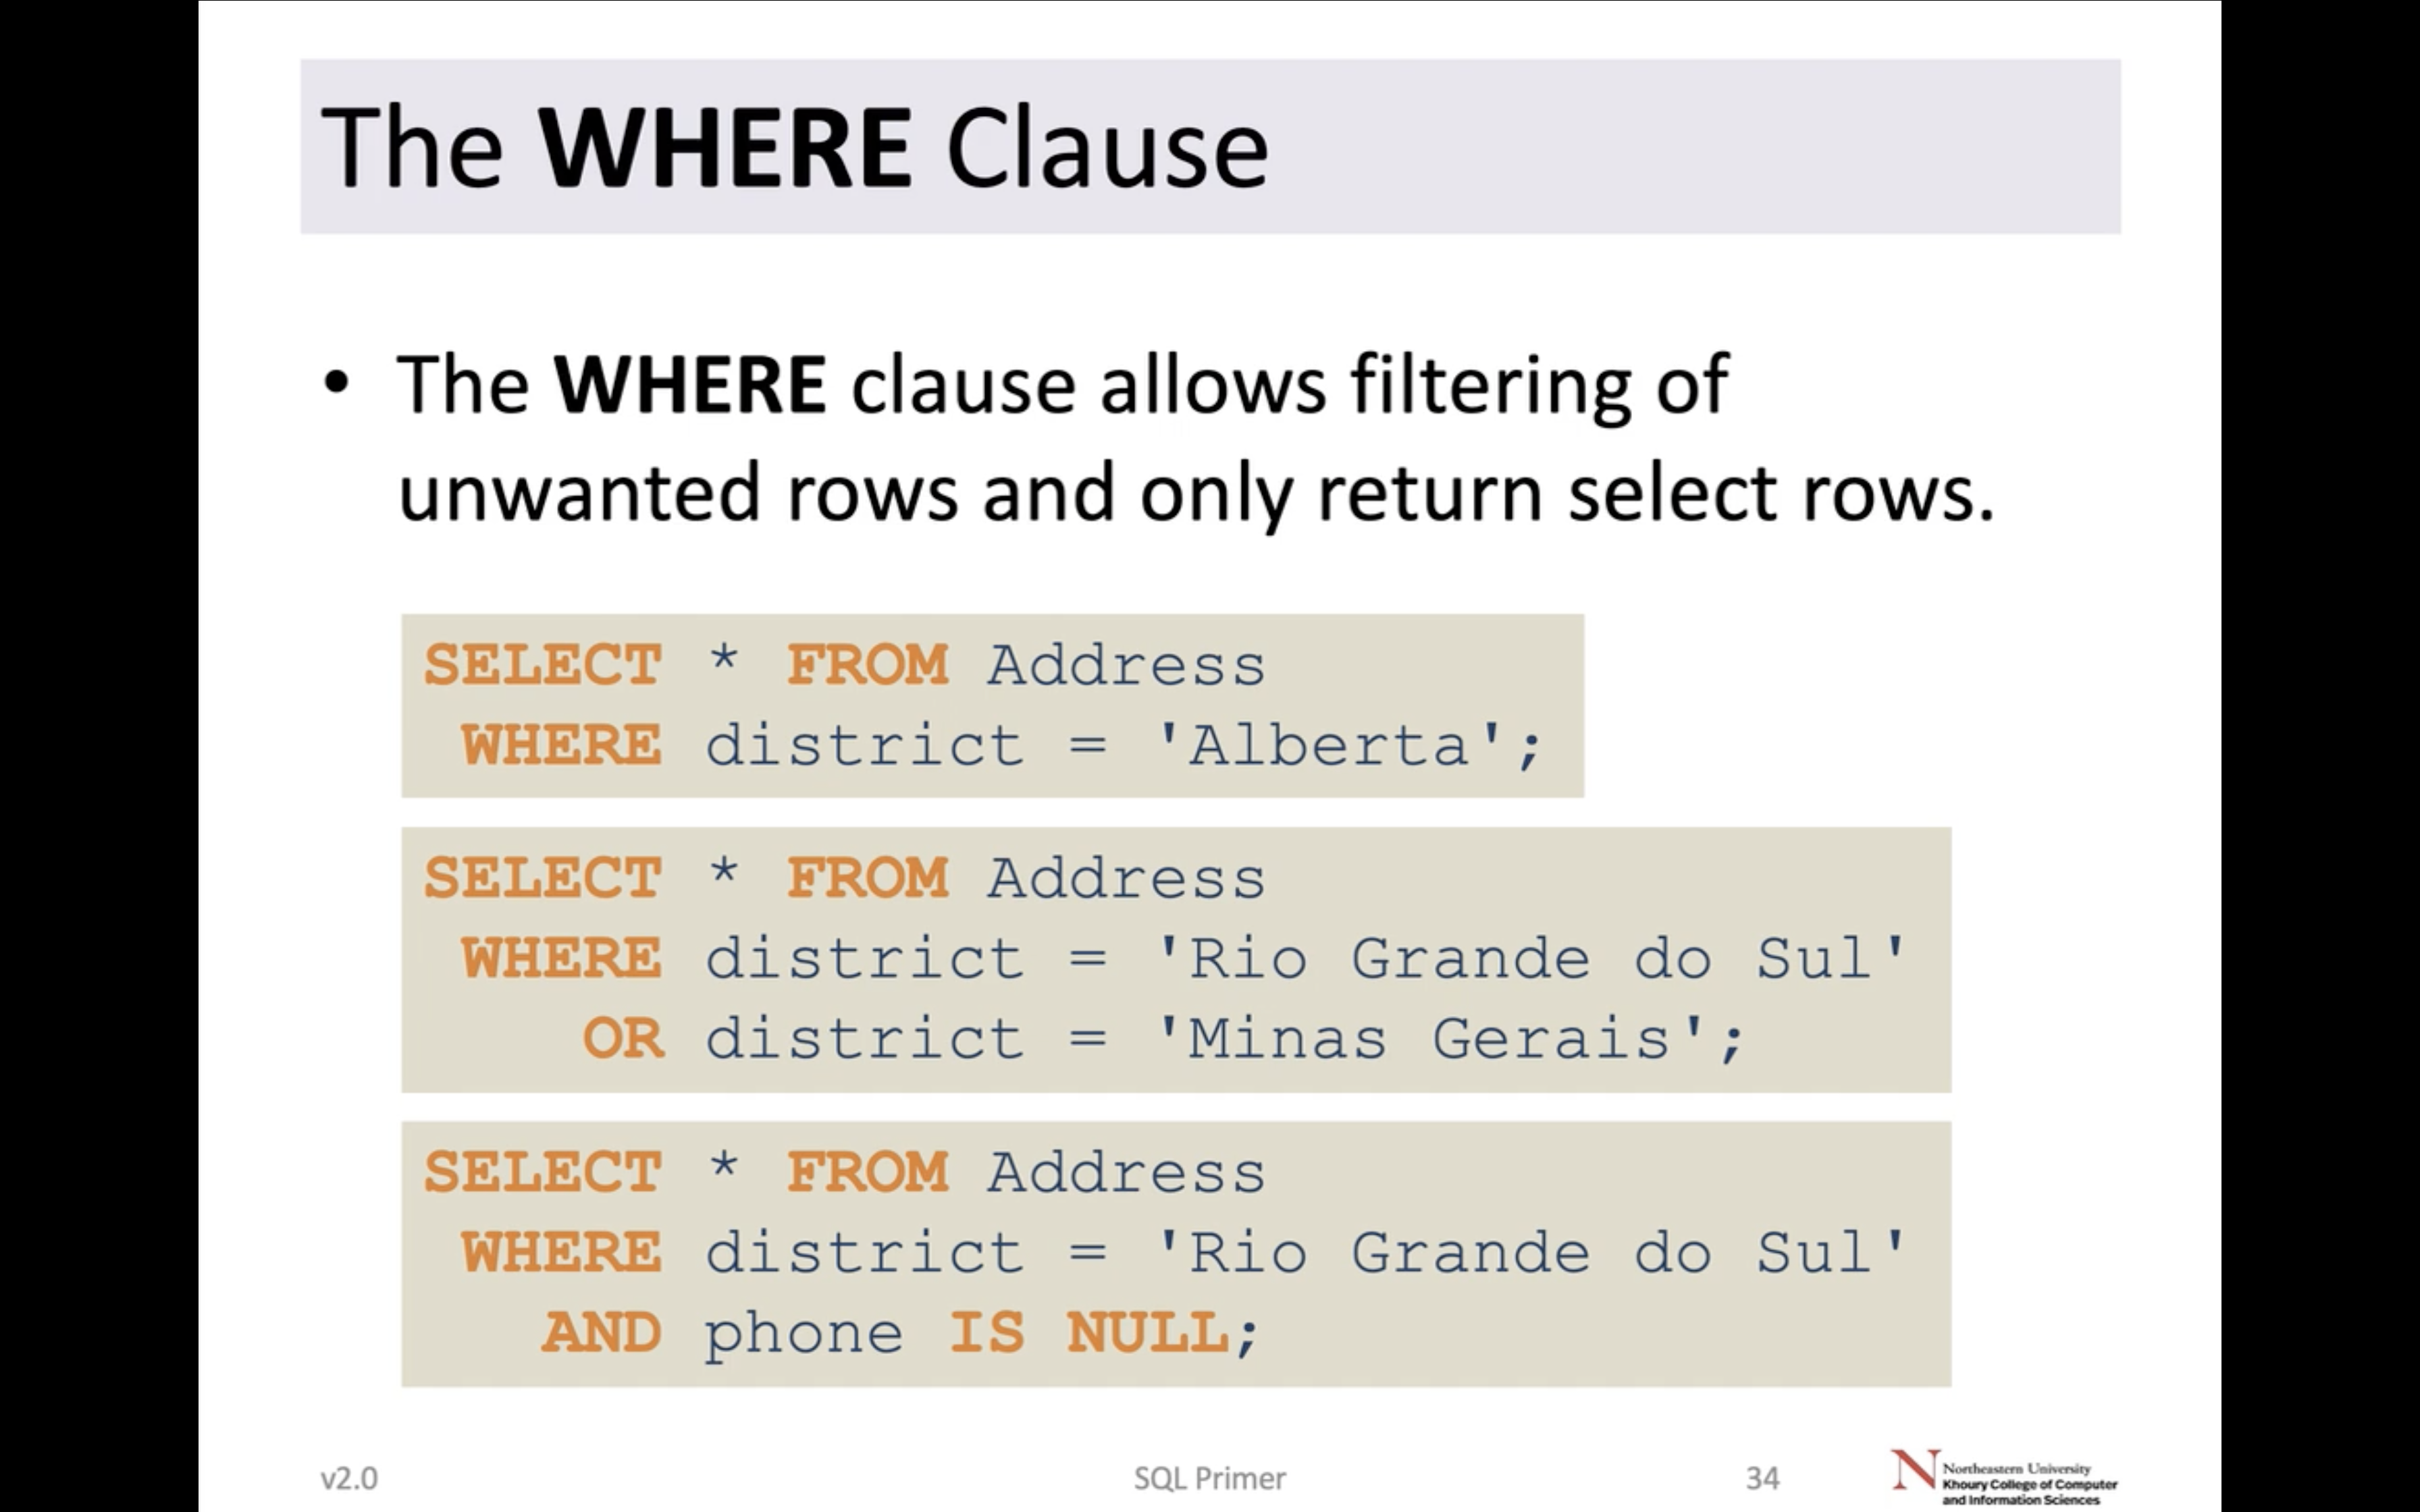 The WHERE Clause
• The WHERE clause allows filtering of
unwanted rows and only return select rows.
SELECT * FROM Address
WHERE district = 'Alberta';
SELECT * FROM Address
WHERE district = 'Rio Grande do Sul'
OR district = 'Minas Gerais';
SELECT * FROM Address
WHERE district = 'Rio Grande do Sul'
AND phone IS NULL;
v2.0
SQL Primer
34
N
Northeastern University
Khoury College of Computer
and Information Sciences